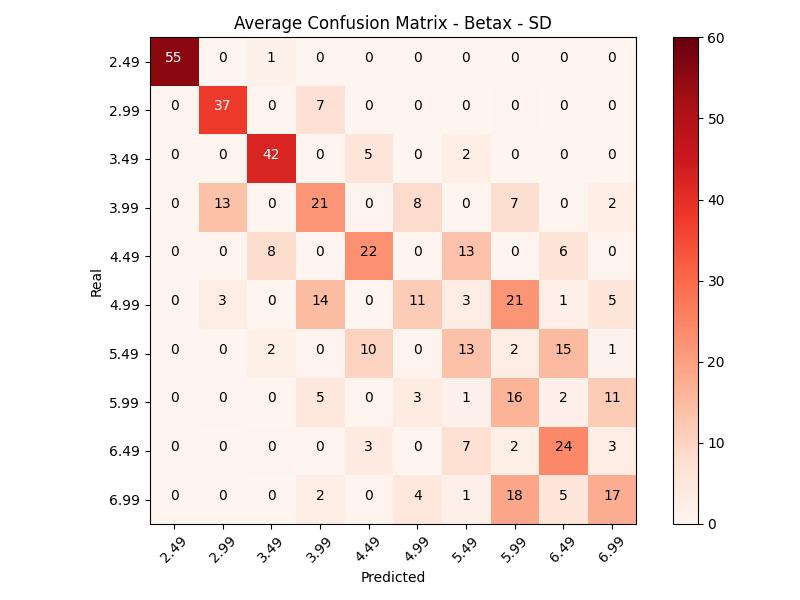 Average Confusion Matrix - Betax - SD
2.49 55 0 1 0 0 0 0 0 0 0
2.99 0 37 0 7 0 0 0 0 0 0
3.49 0 0 42 0 5 0 2 0 0 0
3.99 0 13 0 21 0 8 0 7 0 2
4.49 0 0 8 0 22 0 13 0 6 0
4.99 0 3 0 14 0 11 3 21 1 5
5.49 0 0 2 0 10 0 13 2 15 1
5.99 0 0 0 5 0 3 1 16 2 11
6.49 0 0 0 0 3 0 7 2 24 3
6.99 0 0 0 2 0 4 1 18 5 17
2.49 2.99 3.49 3.99 4.49 4.99 5.49 5.99 6.49 6.99
Predicted
Real
60
50
40
30
20
10
0